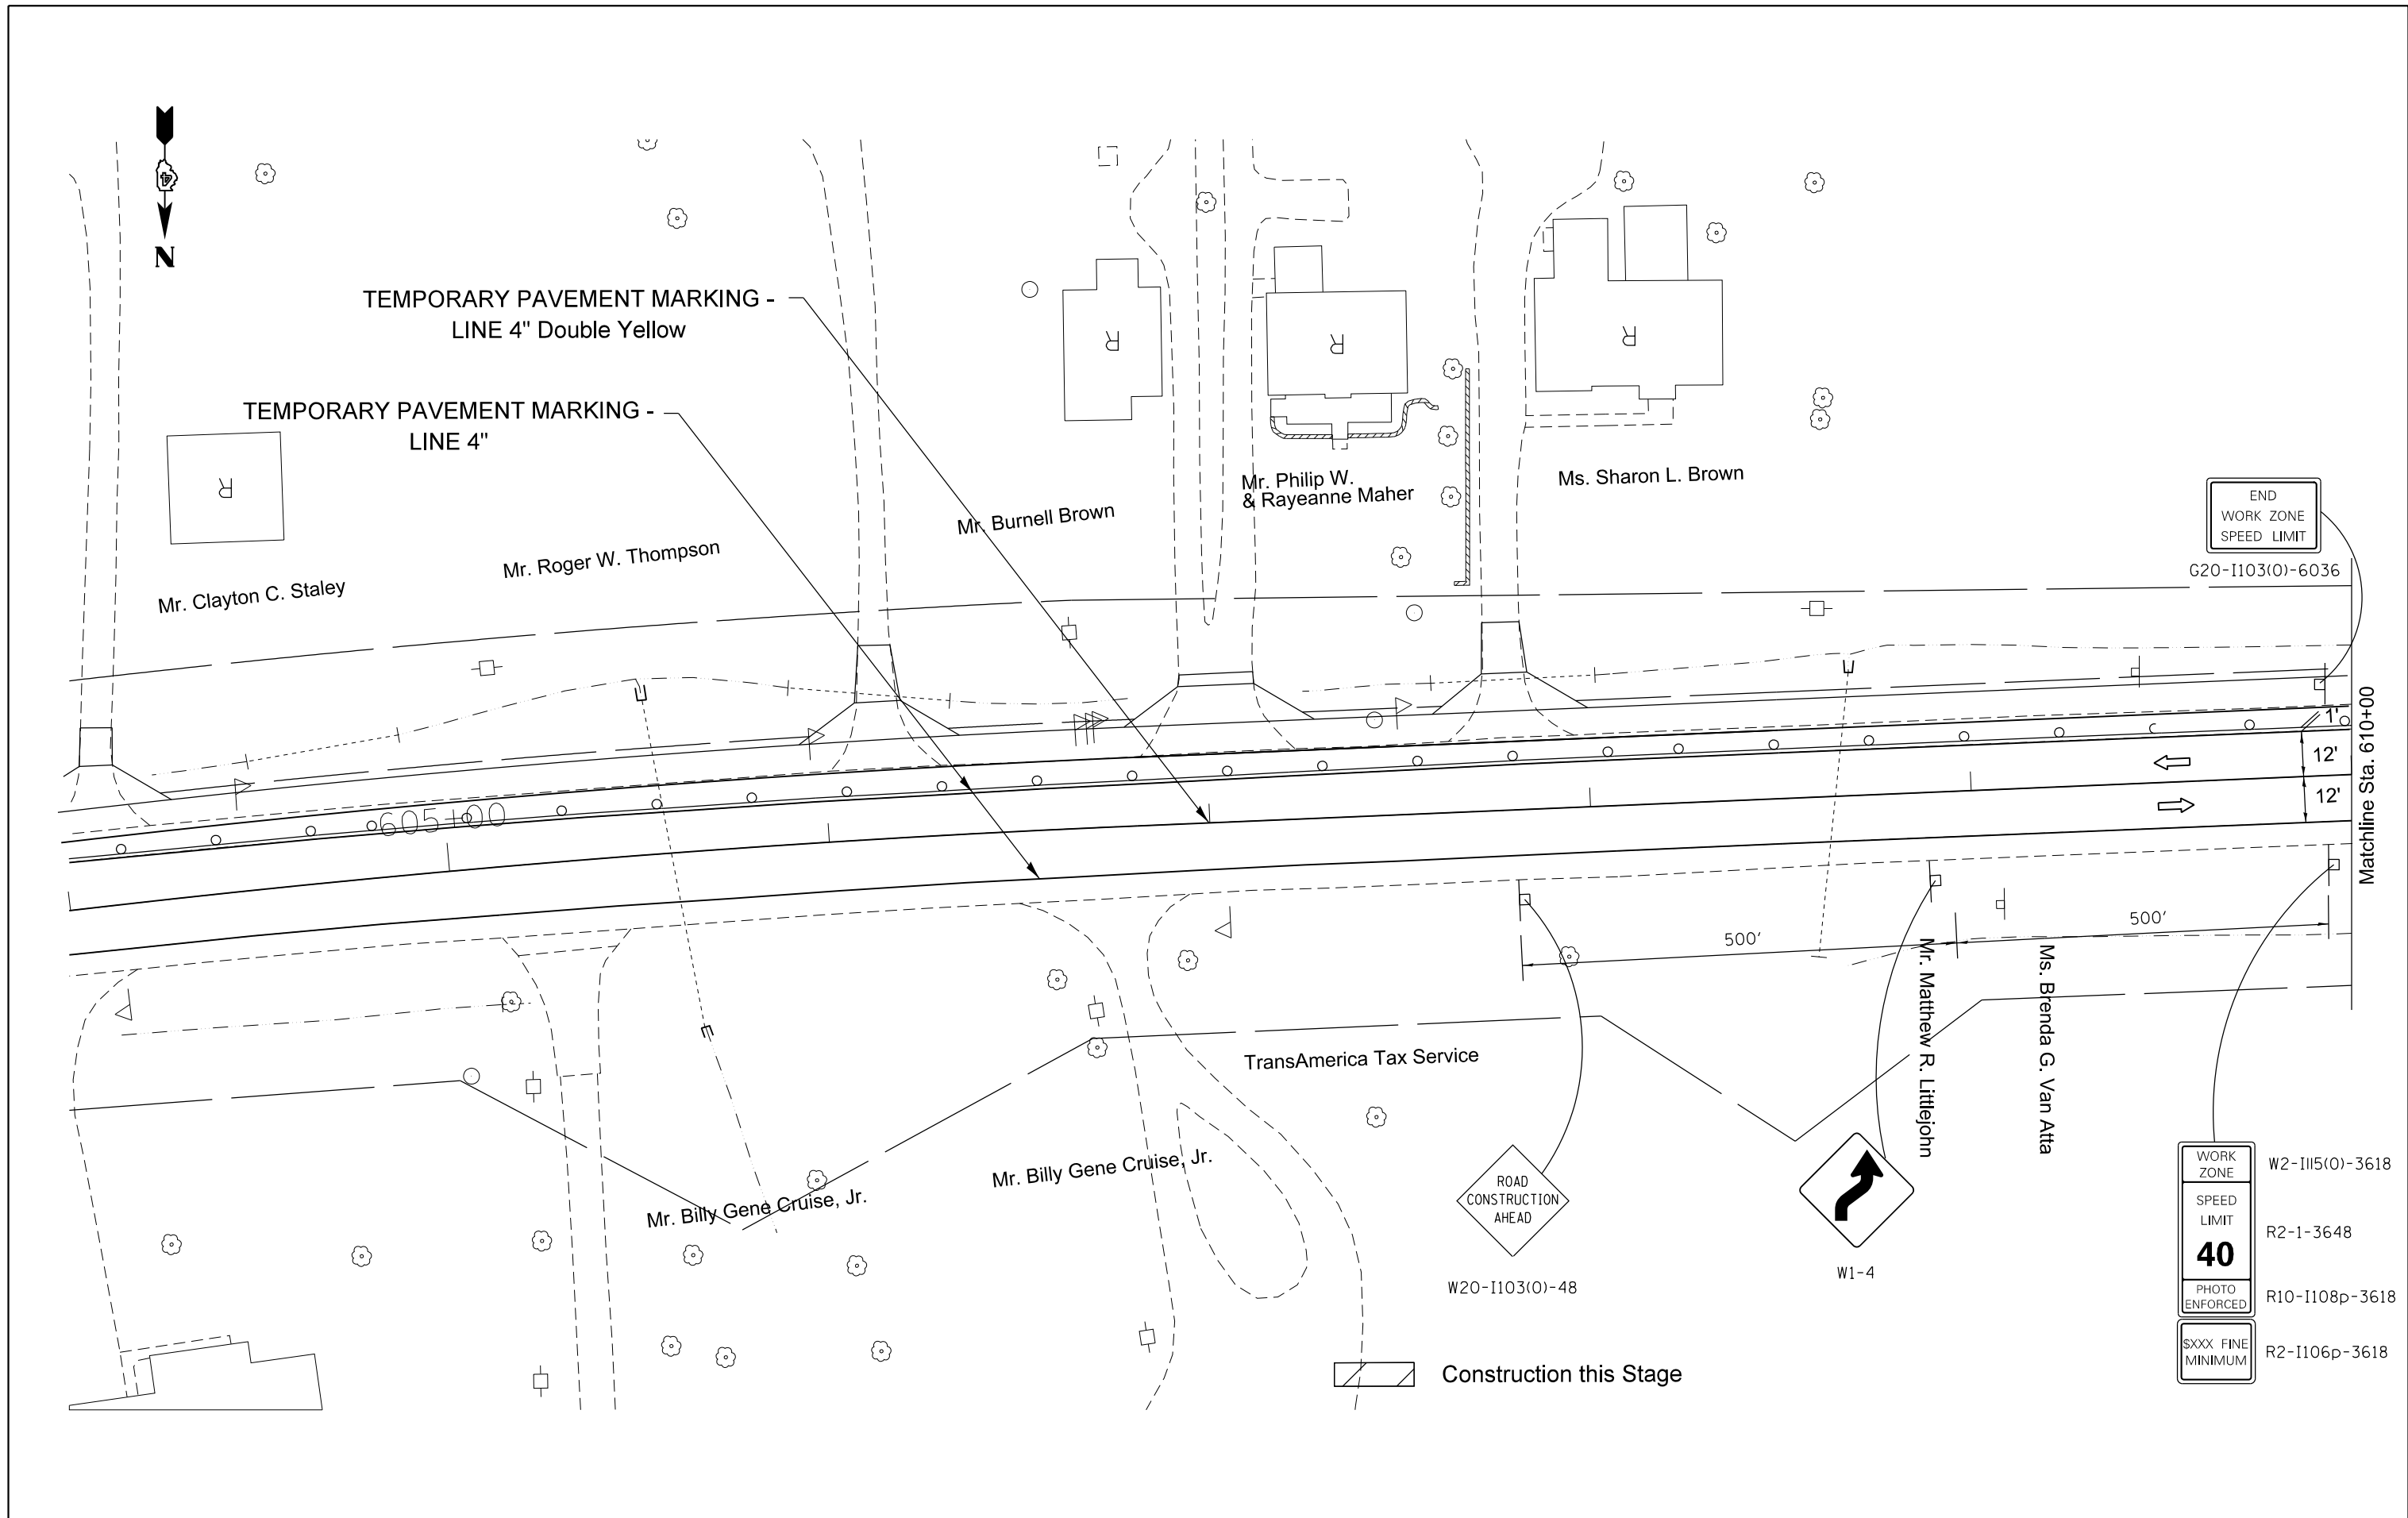 N
TEMPORARY PAVEMENT MARKING -
LINE 4" Double Yellow
TEMPORARY PAVEMENT MARKING -
LINE 4"
R
R
R
R
Mr. Clayton C. Staley
Mr. Roger W. Thompson
Mr. Burnell Brown
Mr. Philip W.
& Rayeanne Maher
Ms. Sharon L. Brown
END
WORK ZONE
SPEED LIMIT
G20-I103(0)-6036
605+00
1'
12'
12'
Matchline Sta. 610+00
500'
500'
Mr. Mathew R. Littlejohn
Ms. Brenda G. Van Atta
TransAmerica Tax Service
Mr. Billy Gene Cruise, Jr.
Mr. Billy Gene Cruise, Jr.
ROAD
CONSTRUCTION
AHEAD
W20-I103(0)-48
W1-4
WORK
ZONE
W2-I115(0)-3618
SPEED
LIMIT
40
R2-1-3648
PHOTO
ENFORCED
R10-I108p-3618
$XXX FINE
MINIMUM
R2-I106p-3618
Construction this Stage